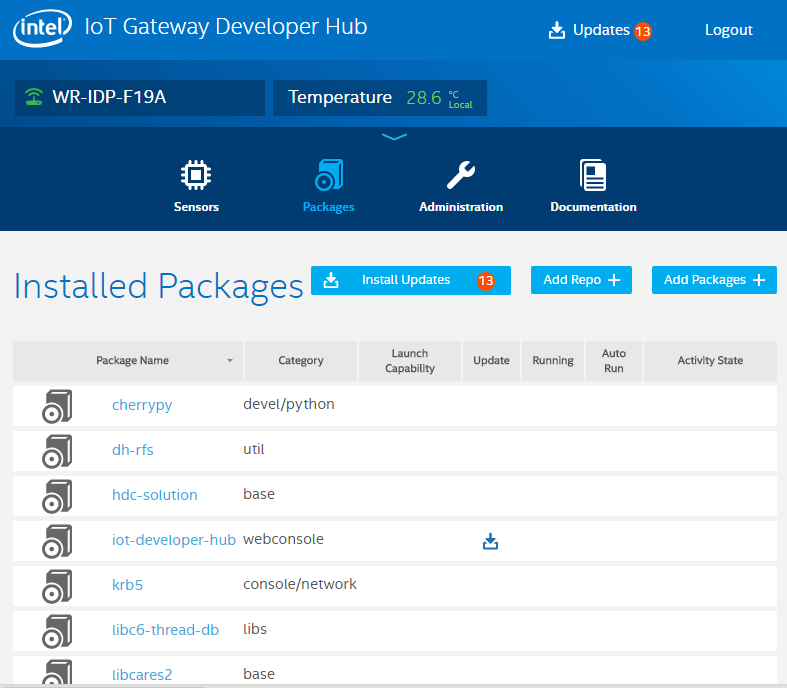 intel IoT Gateway Developer Hub Updates 13 Logout
WR-IDP-F19A Temperature 28.6 °C Local
Sensors Packages Administration Documentation
Installed Packages Install Updates 13 Add Repo + Add Packages +
Package Name Category Launch Capability Update Running Auto Run Activity State
cherrypy devel/python
dh-rfs util
hdc-solution base
iot-developer-hub webconsole
krb5 console/network
libc6-thread-db libs
libcares2 base